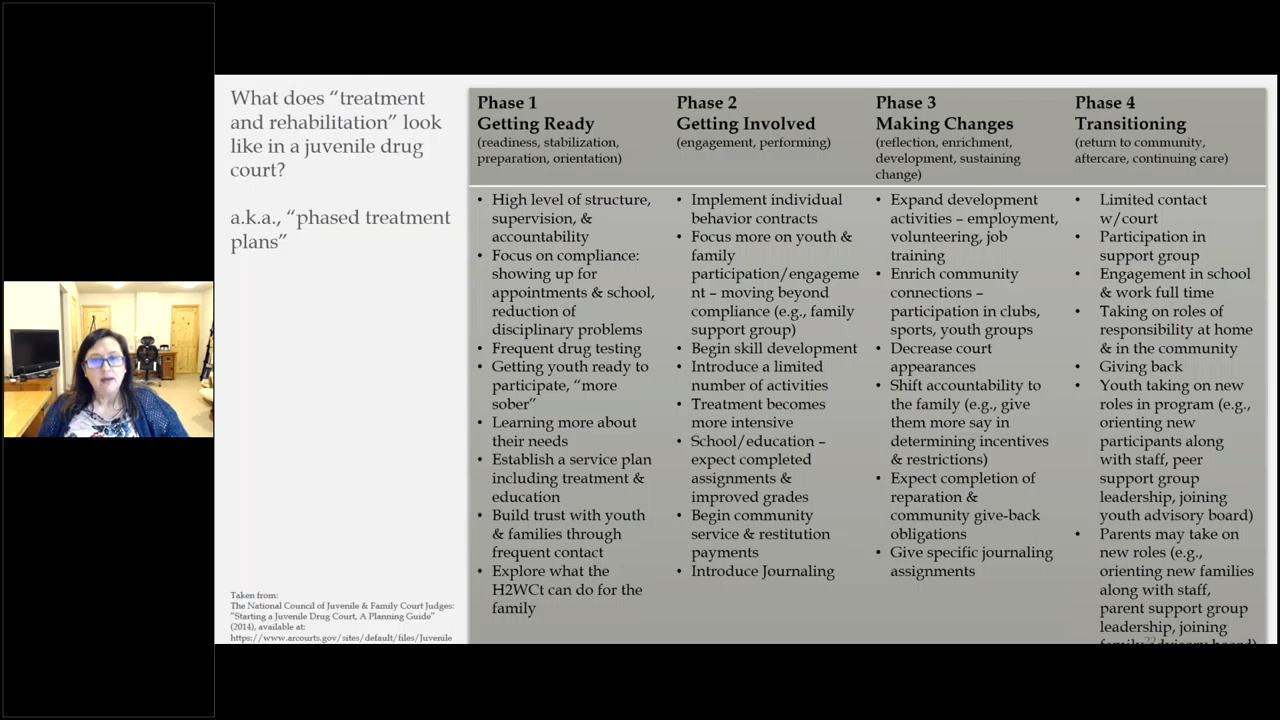 What does “treatment
and rehabilitation” look
like in a juvenile drug
court?
a.k.a., “phased treatment
plans”
Taken from:
The National Council of Juvenile & Family Court Judges:
“Starting a Juvenile Drug Court, A Planning Guide”
(2014), available at:
https://www.arcourts.gov/sites/default/files/Juvenile
Phase 1
Getting Ready
(readiness, stabilization,
preparation, orientation)
• High level of structure,
supervision, &
accountability
• Focus on compliance:
showing up for
appointments & school,
reduction of
disciplinary problems
• Frequent drug testing
• Getting youth ready to
participate, “more
sober”
• Learning more about
their needs
• Establish a service plan
including treatment &
education
• Build trust with youth
& families through
frequent contact
• Explore what the
H2WCt can do for the
family
Phase 2
Getting Involved
(engagement, performing)
• Implement individual
behavior contracts
• Focus more on youth &
family
participation/engageme
nt – moving beyond
compliance (e.g., family
support group)
• Begin skill development
• Introduce a limited
number of activities
• Treatment becomes
more intensive
• School/education –
expect completed
assignments &
improved grades
• Begin community
service & restitution
payments
• Introduce Journaling
Phase 3
Making Changes
(reflection, enrichment,
development, sustaining
change)
• Expand development
activities – employment,
volunteering, job
training
• Enrich community
connections –
participation in clubs,
sports, youth groups
• Decrease court
appearances
• Shift accountability to
the family (e.g., give
them more say in
determining incentives
& restrictions)
• Expect completion of
reparation &
community give-back
obligations
• Give specific journaling
assignments
Phase 4
Transitioning
(return to community,
aftercare, continuing care)
• Limited contact
w/court
• Participation in
support group
• Engagement in school
& work full time
• Taking on roles of
responsibility at home
& in the community
• Giving back
• Youth taking on new
roles in program (e.g.,
orienting new
participants along
with staff, peer
support group
leadership, joining
youth advisory board)
• Parents may take on
new roles (e.g.,
orienting new families
along with staff,
parent support group
leadership, joining
family advisory board)
22